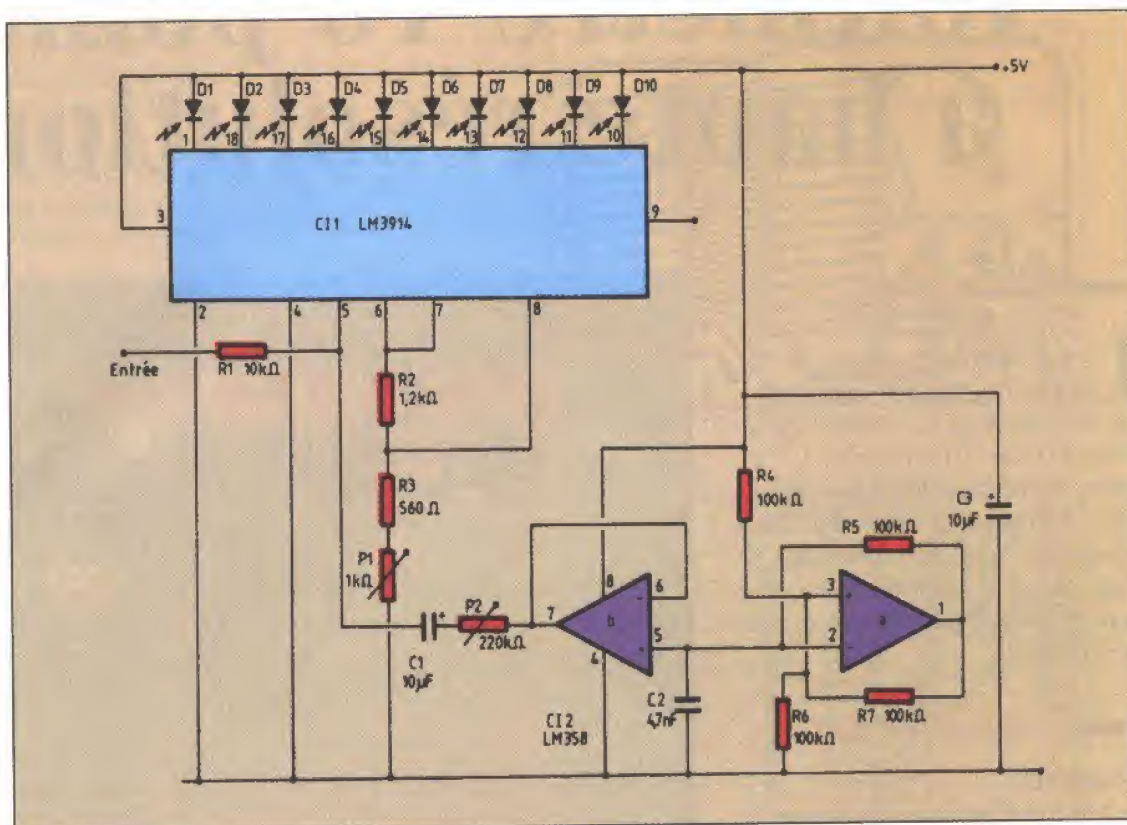 +5V
D1 D2 D3 D4 D5 D6 D7 D8 D9 D10
1 18 17 16 15 14 13 12 11 10
3
CI1 LM3914
9
2 4 5 6 7 8
Entrée
R1 10kΩ
R2
1,2kΩ
R3
560 Ω
P1
1kΩ
R4
100kΩ
C3
10µF
+
R5 100kΩ
8
6
-
b
7
5
+
4
3
+
a
1
2
-
P2
220kΩ
+
C1
10µF
C2
4,7nF
CI2
LM358
R6
100kΩ
R7 100kΩ